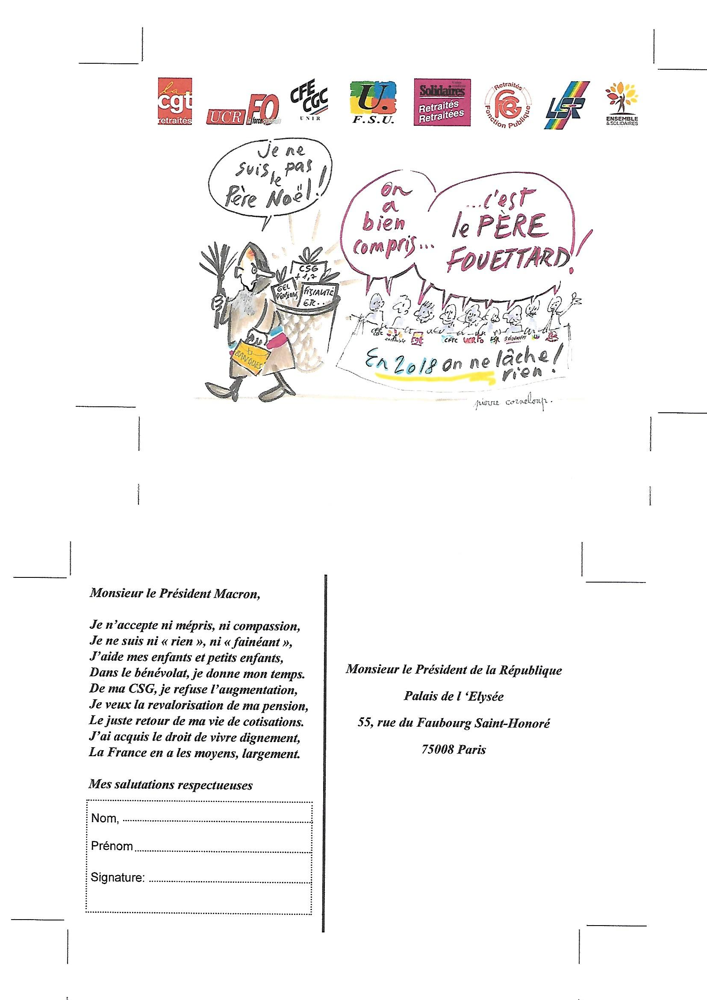 la
cgt
retraités
UCR FO
la force syndicale
CFE
CGC
UNIR
U.
F.S.U.
Solidaires
Retraités
Retraitées
Retraités
FGR
Fonction Publique
LSR
ENSEMBLE
& SOLIDAIRES
Je ne
suis pas
le
Père Noël!
On
a
bien
compris...
...c'est
le PÈRE
FOUETTARD!
CSG
+1,7
GEL
PENSIONS
FISCALITÉ
ETC..
BANQUES
CFE
CGC
ensemble
CGT
CFTC
UCR FO
LSR
Solidaires
En 2018 on ne lâche
rien!
pierre corneloup.
Monsieur le Président Macron,
Je n’accepte ni mépris, ni compassion,
Je ne suis ni « rien », ni « fainéant »,
J’aide mes enfants et petits enfants,
Dans le bénévolat, je donne mon temps.
De ma CSG, je refuse l’augmentation,
Je veux la revalorisation de ma pension,
Le juste retour de ma vie de cotisations.
J’ai acquis le droit de vivre dignement,
La France en a les moyens, largement.
Mes salutations respectueuses
Nom, ..........
Prénom ..........
Signature: ..........
Monsieur le Président de la République
Palais de l ‘Elysée
55, rue du Faubourg Saint-Honoré
75008 Paris